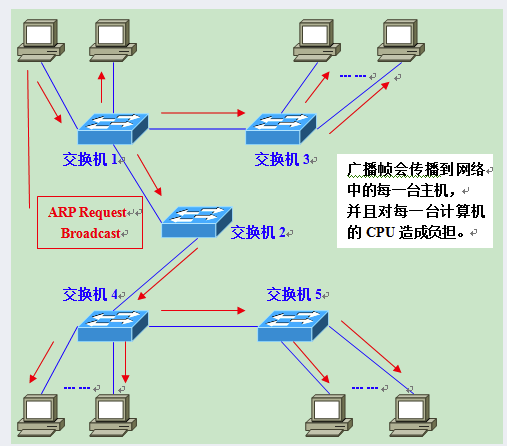 交换机 1
交换机 3
广播帧会传播到网络
中的每一台主机，
并且对每一台计算机
的 CPU 造成负担。
ARP Request
Broadcast
交换机 2
交换机 4
交换机 5